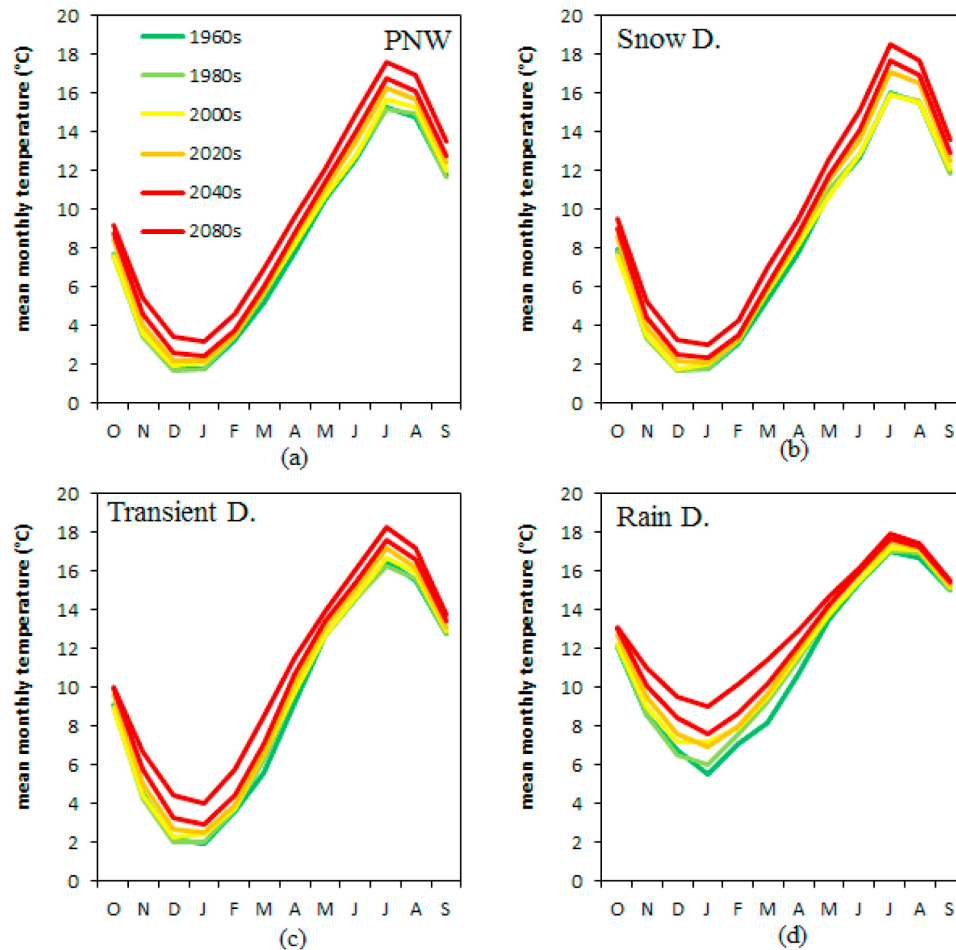 PNW
1960s
1980s
2000s
2020s
2040s
2080s
mean monthly temperature (°C)
20
18
16
14
12
10
8
6
4
2
0
O N D J F M A M J J A S
(a)
Snow D.
mean monthly temperature (°C)
20
18
16
14
12
10
8
6
4
2
0
O N D J F M A M J J A S
(b)
Transient D.
mean monthly temperature (°C)
20
18
16
14
12
10
8
6
4
2
0
O N D J F M A M J J A S
(c)
Rain D.
mean monthly temperature (°C)
20
18
16
14
12
10
8
6
4
2
0
O N D J F M A M J J A S
(d)